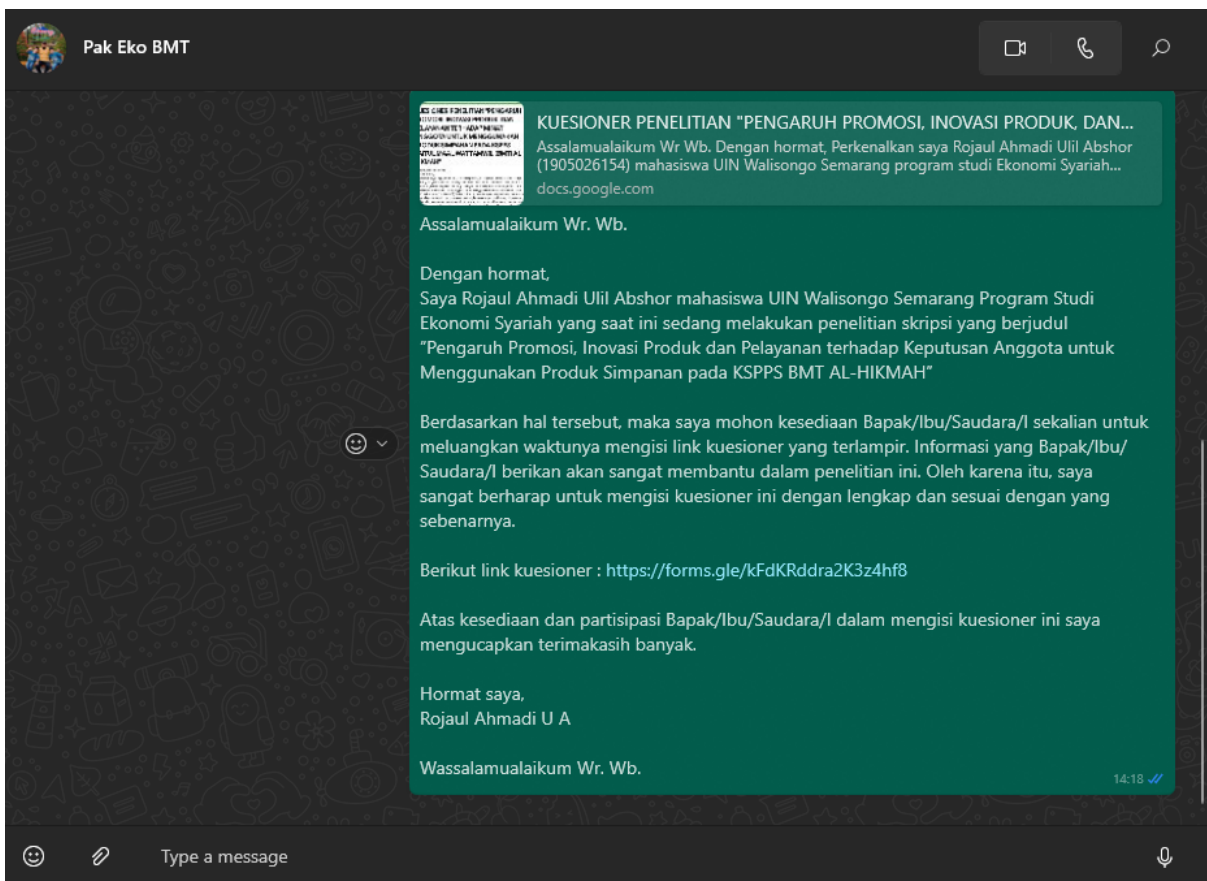 Pak Eko BMT
KUESIONER PENELITIAN "PENGARUH PROMOSI, INOVASI PRODUK, DAN...
Assalamualaikum Wr Wb. Dengan hormat, Perkenalkan saya Rojaul Ahmadi Ulil Abshor
(1905026154) mahasiswa UIN Walisongo Semarang program studi Ekonomi Syariah...
docs.google.com
Assalamualaikum Wr. Wb.
Dengan hormat,
Saya Rojaul Ahmadi Ulil Abshor mahasiswa UIN Walisongo Semarang Program Studi
Ekonomi Syariah yang saat ini sedang melakukan penelitian skripsi yang berjudul
"Pengaruh Promosi, Inovasi Produk dan Pelayanan terhadap Keputusan Anggota untuk
Menggunakan Produk Simpanan pada KSPPS BMT AL-HIKMAH"
Berdasarkan hal tersebut, maka saya mohon kesediaan Bapak/Ibu/Saudara/I sekalian untuk
meluangkan waktunya mengisi link kuesioner yang terlampir. Informasi yang Bapak/Ibu/
Saudara/I berikan akan sangat membantu dalam penelitian ini. Oleh karena itu, saya
sangat berharap untuk mengisi kuesioner ini dengan lengkap dan sesuai dengan yang
sebenarnya.
Berikut link kuesioner : https://forms.gle/kFdKRddra2K3z4hf8
Atas kesediaan dan partisipasi Bapak/Ibu/Saudara/I dalam mengisi kuesioner ini saya
mengucapkan terimakasih banyak.
Hormat saya,
Rojaul Ahmadi U A
Wassalamualaikum Wr. Wb.
14:18
Type a message